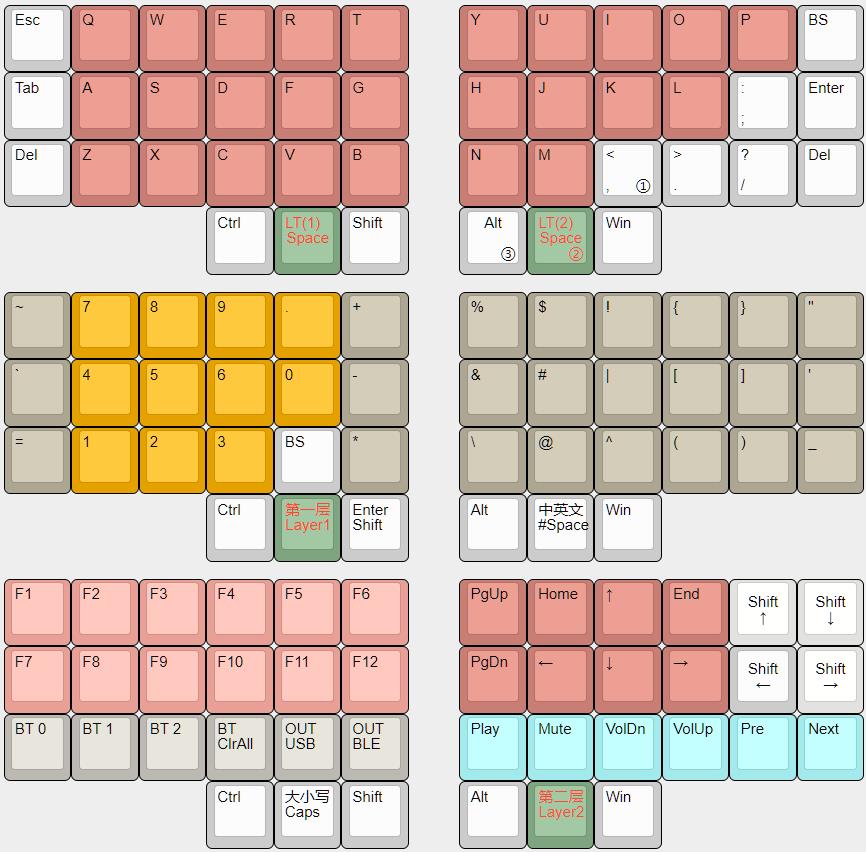 Esc Q W E R T Y U I O P BS
Tab A S D F G H J K L : Enter
;
Del Z X C V B N M < > ? Del
, ① . /
Ctrl LT(1) Shift Alt LT(2) Win
Space Space
③ ②
~ 7 8 9 . + % $ ! { } "
` 4 5 6 0 - & # | [ ] '
= 1 2 3 BS * \ @ ^ ( ) _
Ctrl 第一层 Enter Alt 中英文 Win
Layer1 Shift #Space
F1 F2 F3 F4 F5 F6 PgUp Home ↑ End Shift Shift
↑ ↓
F7 F8 F9 F10 F11 F12 PgDn ← ↓ → Shift Shift
← →
BT 0 BT 1 BT 2 BT OUT OUT Play Mute VolDn VolUp Pre Next
ClrAll USB BLE
Ctrl 大小写 Shift Alt 第二层 Win
Caps Layer2